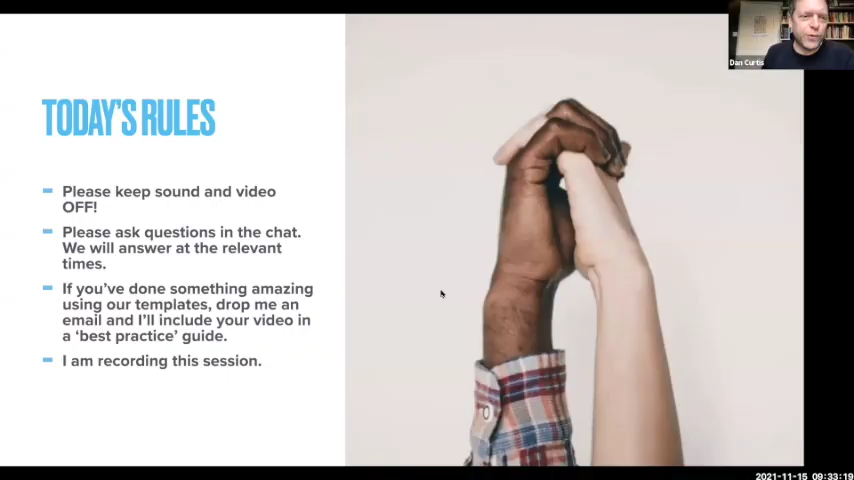 TODAY'S RULES
Please keep sound and video
OFF!
Please ask questions in the chat.
We will answer at the relevant
times.
If you've done something amazing
using our templates, drop me an
email and I'll include your video in
a 'best practice' guide.
I am recording this session.
Dan Curtis
2021-11-15 09:33:19